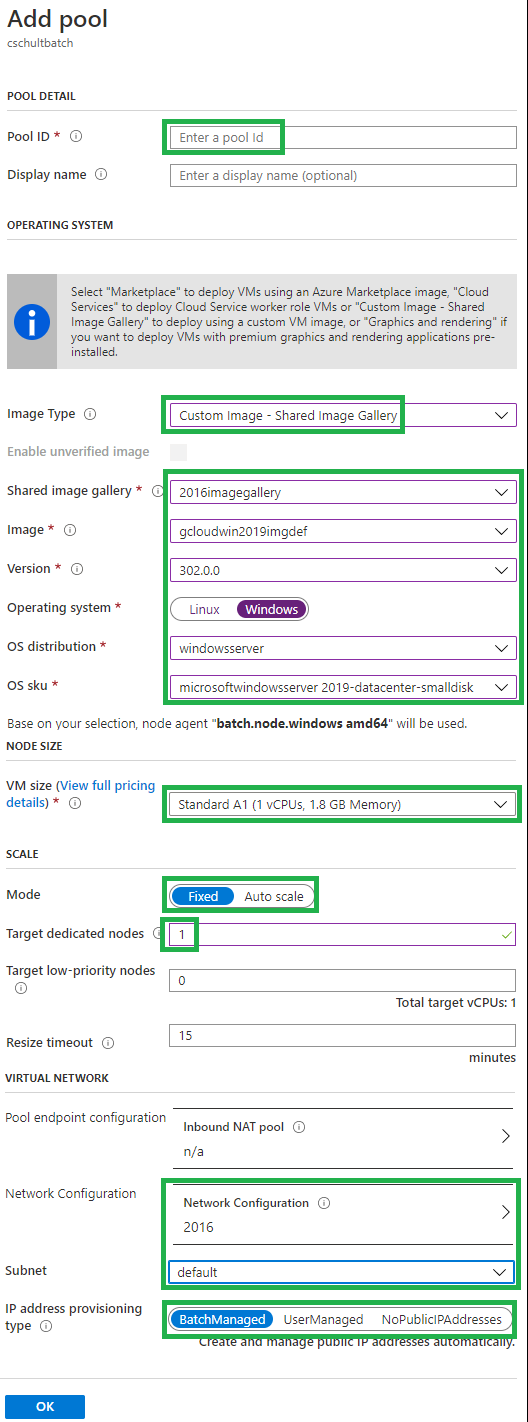 Add pool
cschultbatch
POOL DETAIL
Pool ID *
Enter a pool Id
Display name
Enter a display name (optional)
OPERATING SYSTEM
Select "Marketplace" to deploy VMs using an Azure Marketplace image, "Cloud
Services" to deploy Cloud Service worker role VMs or "Custom Image - Shared
Image Gallery" to deploy using a custom VM image, or "Graphics and rendering" if
you want to deploy VMs with premium graphics and rendering applications pre-
installed.
Image Type
Custom Image - Shared Image Gallery
Enable unverified image
Shared image gallery *
2016imagegallery
Image *
gcloudwin2019imgdef
Version *
302.0.0
Operating system *
Linux Windows
OS distribution *
windowsserver
OS sku *
microsoftwindowsserver 2019-datacenter-smalldisk
Base on your selection, node agent "batch.node.windows amd64" will be used.
NODE SIZE
VM size (View full pricing
details) *
Standard A1 (1 vCPUs, 1.8 GB Memory)
SCALE
Mode
Fixed Auto scale
Target dedicated nodes
1
Target low-priority nodes
0
Total target vCPUs: 1
Resize timeout
15
minutes
VIRTUAL NETWORK
Pool endpoint configuration
Inbound NAT pool
n/a
Network Configuration
Network Configuration
2016
Subnet
default
IP address provisioning
type
BatchManaged UserManaged NoPublicIPAddresses
Create and manage public IP addresses automatically.
OK